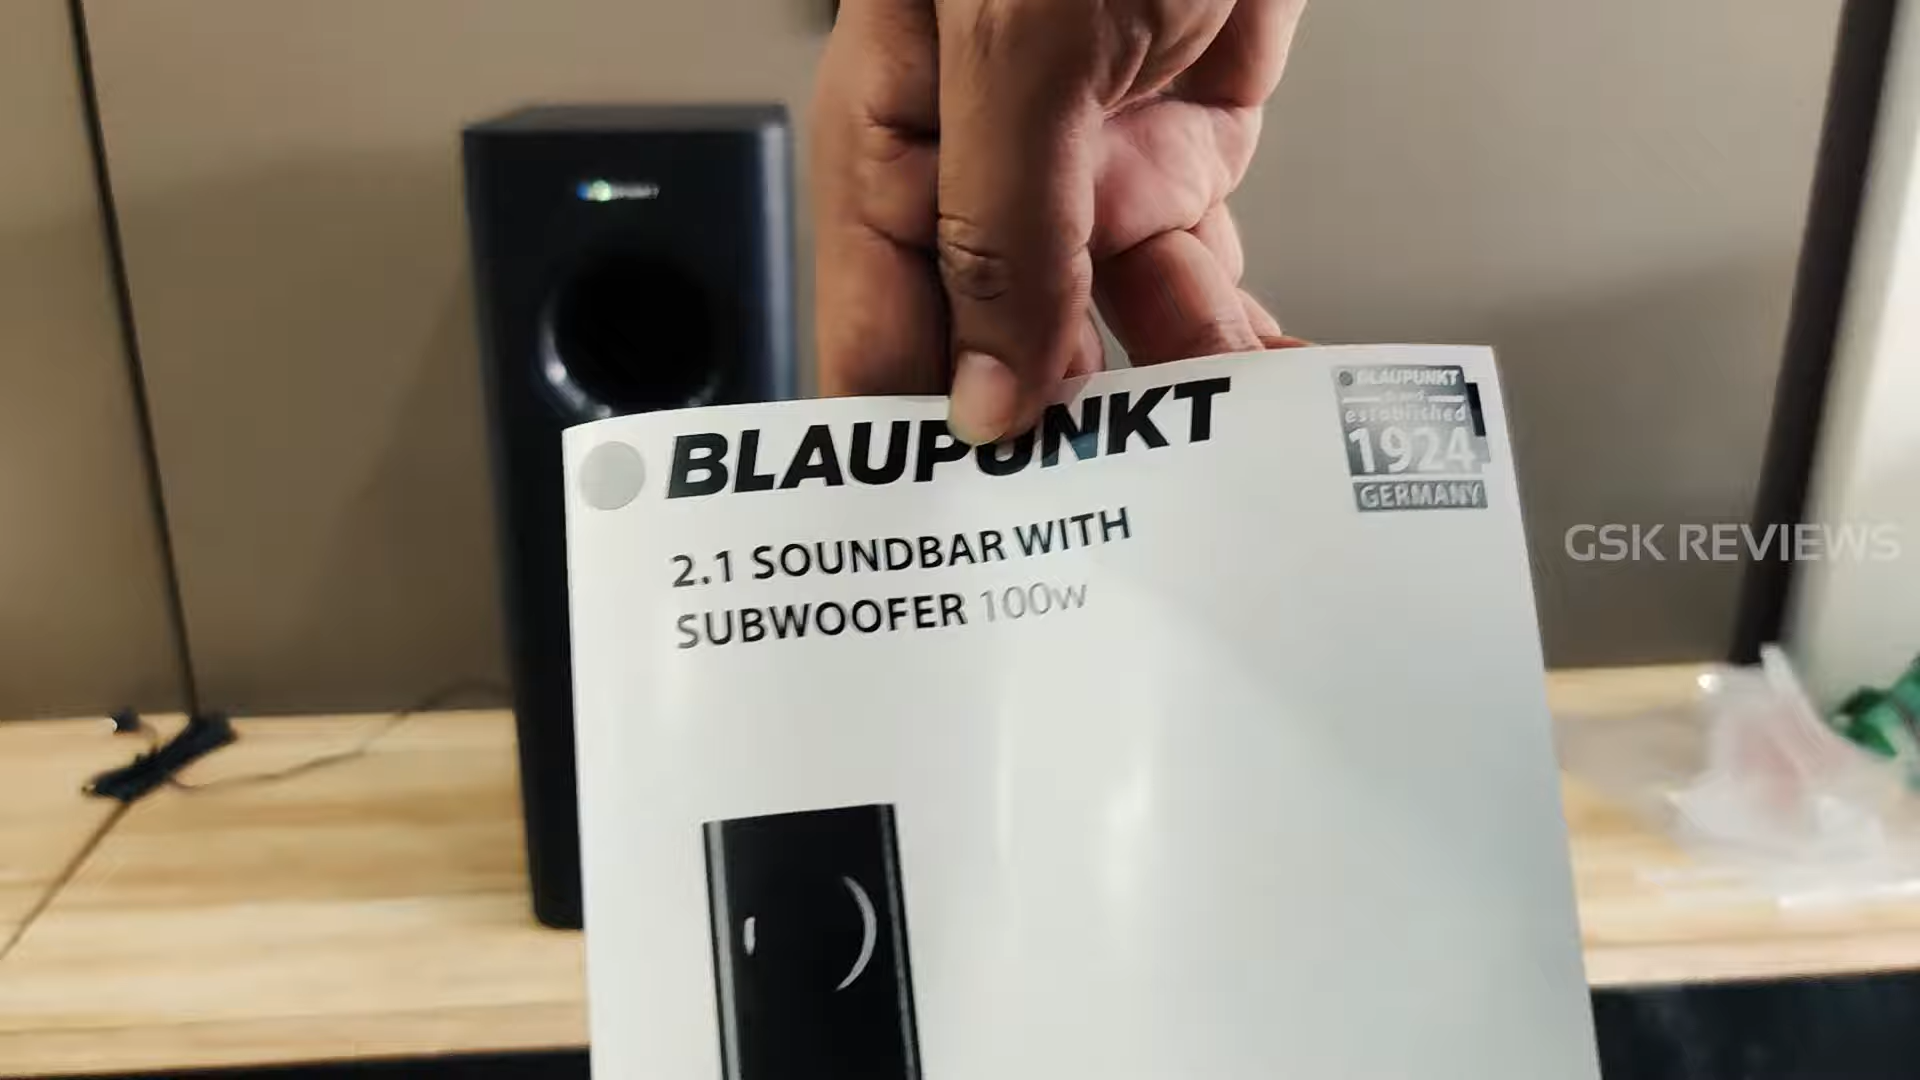 BLAUPUNKT
BLAUPUNKT
Brand
established
1924
GERMANY
2.1 SOUNDBAR WITH
SUBWOOFER 100w
GSK REVIEWS